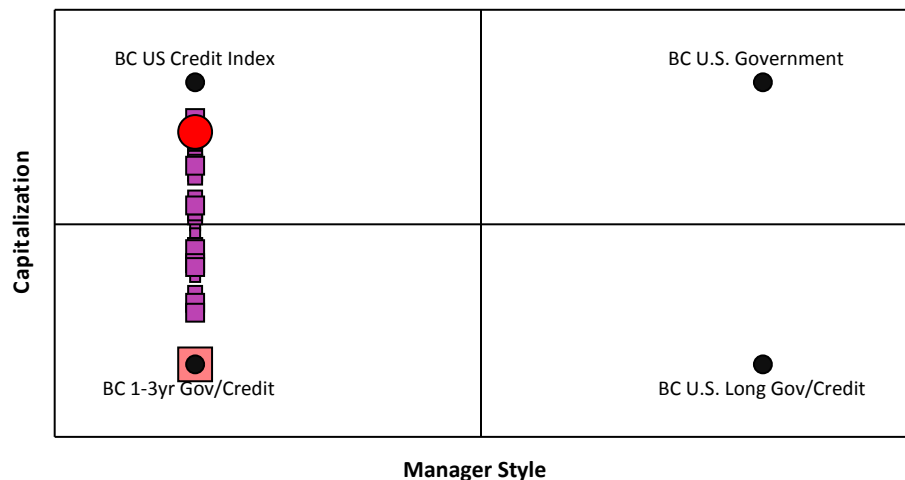 BC US Credit Index
BC U.S. Government
Capitalization
BC 1-3yr Gov/Credit
BC U.S. Long Gov/Credit
Manager Style